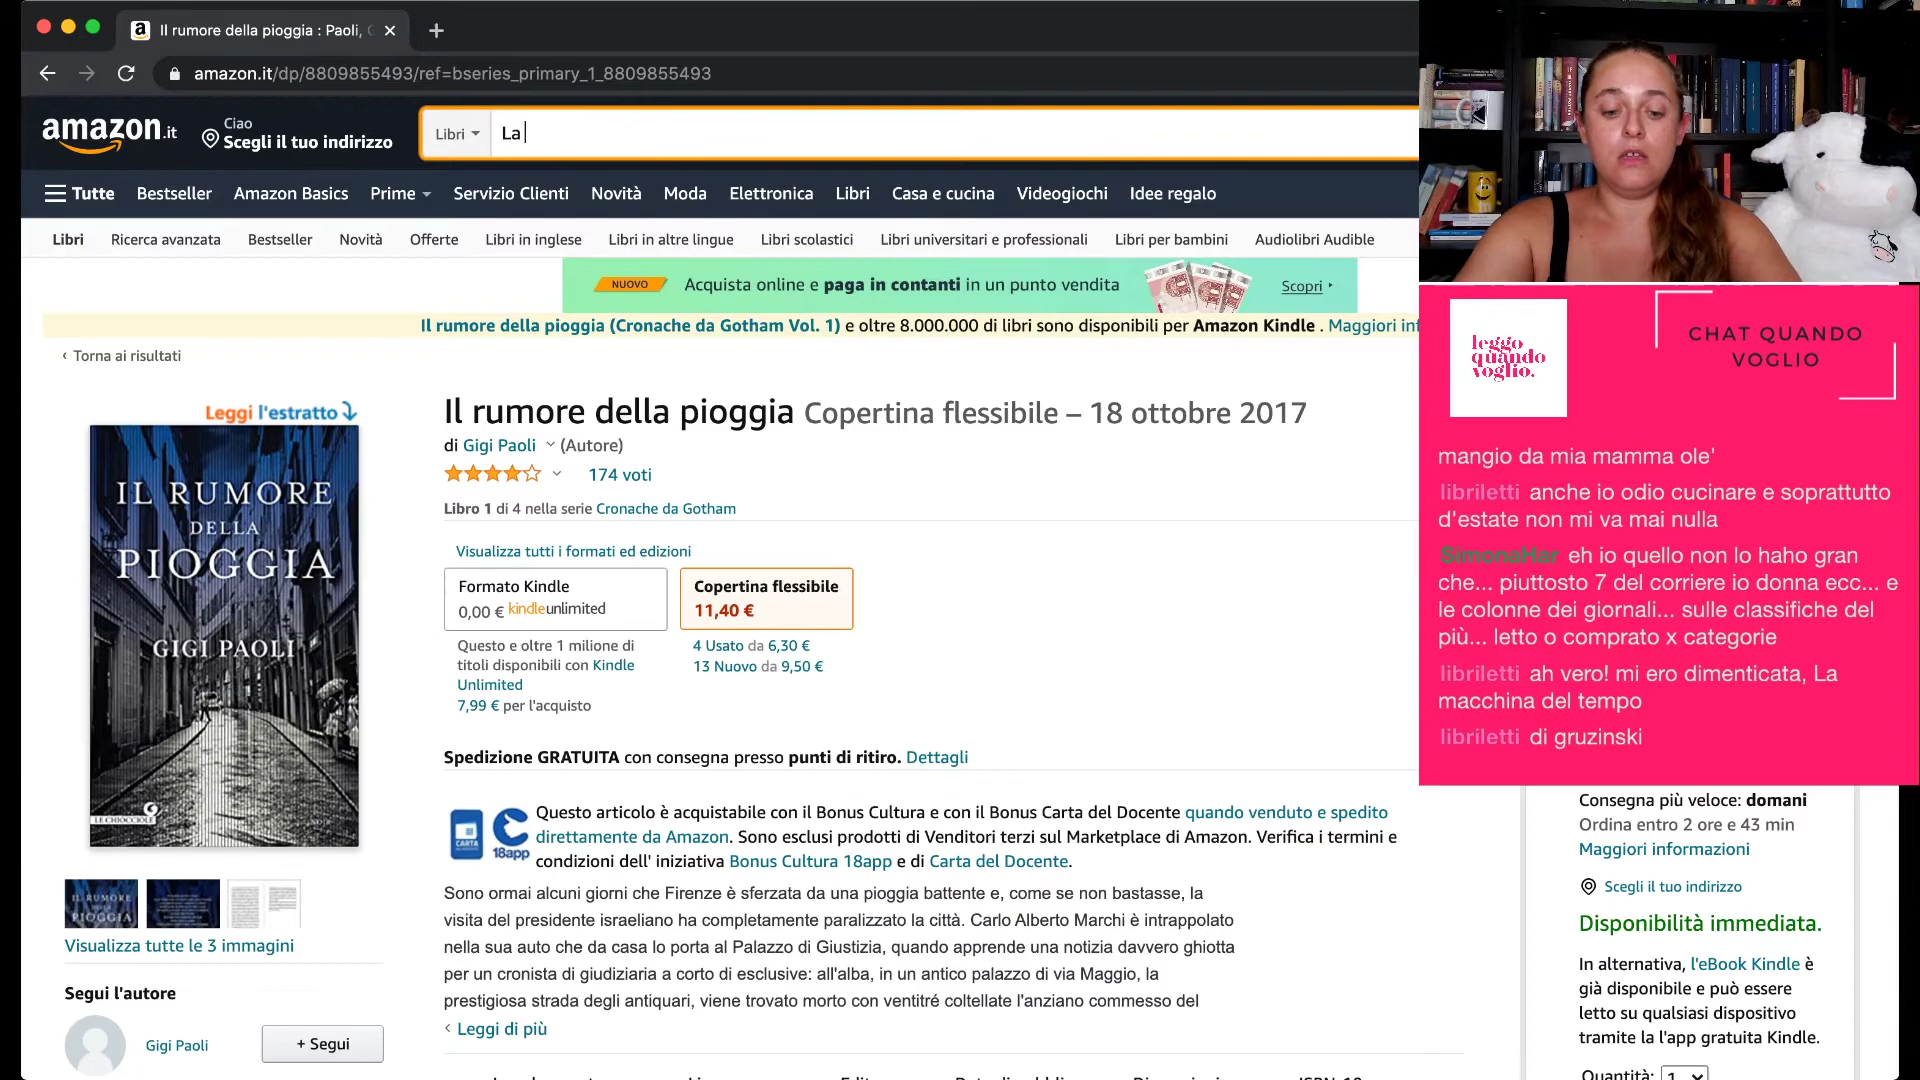 Il rumore della pioggia : Paoli, G
amazon.it/dp/8809855493/ref=bseries_primary_1_8809855493
amazon.it
Ciao
Scegli il tuo indirizzo
Libri
La
Tutte Bestseller Amazon Basics Prime Servizio Clienti Novità Moda Elettronica Libri Casa e cucina Videogiochi Idee regalo
Libri Ricerca avanzata Bestseller Novità Offerte Libri in inglese Libri in altre lingue Libri scolastici Libri universitari e professionali Libri per bambini Audiolibri Audible
NUOVO Acquista online e paga in contanti in un punto vendita Scopri
Il rumore della pioggia (Cronache da Gotham Vol. 1) e oltre 8.000.000 di libri sono disponibili per Amazon Kindle . Maggiori inf
‹ Torna ai risultati
Leggi l'estratto
IL RUMORE
DELLA
PIOGGIA
GIGI PAOLI
LE CHIOCCIOLE
Visualizza tutte le 3 immagini
Segui l'autore
Gigi Paoli
+ Segui
Il rumore della pioggia Copertina flessibile – 18 ottobre 2017
di Gigi Paoli (Autore)
174 voti
Libro 1 di 4 nella serie Cronache da Gotham
Visualizza tutti i formati ed edizioni
Formato Kindle
0,00 € kindleunlimited
Questo e oltre 1 milione di
titoli disponibili con Kindle
Unlimited
7,99 € per l'acquisto
Copertina flessibile
11,40 €
4 Usato da 6,30 €
13 Nuovo da 9,50 €
Spedizione GRATUITA con consegna presso punti di ritiro. Dettagli
CARTA DEL DOCENTE
18app
Questo articolo è acquistabile con il Bonus Cultura e con il Bonus Carta del Docente quando venduto e spedito
direttamente da Amazon. Sono esclusi prodotti di Venditori terzi sul Marketplace di Amazon. Verifica i termini e
condizioni dell' iniziativa Bonus Cultura 18app e di Carta del Docente.
Sono ormai alcuni giorni che Firenze è sferzata da una pioggia battente e, come se non bastasse, la
visita del presidente israeliano ha completamente paralizzato la città. Carlo Alberto Marchi è intrappolato
nella sua auto che da casa lo porta al Palazzo di Giustizia, quando apprende una notizia davvero ghiotta
per un cronista di giudiziaria a corto di esclusive: all'alba, in un antico palazzo di via Maggio, la
prestigiosa strada degli antiquari, viene trovato morto con ventitré coltellate l'anziano commesso del
‹ Leggi di più
leggo
quando
voglio.
CHAT QUANDO
VOGLIO
mangio da mia mamma ole'
libriletti anche io odio cucinare e soprattutto
d'estate non mi va mai nulla
SimonaHar eh io quello non lo haho gran
che... piuttosto 7 del corriere io donna ecc... e
le colonne dei giornali... sulle classifiche del
più... letto o comprato x categorie
libriletti ah vero! mi ero dimenticata, La
macchina del tempo
libriletti di gruzinski
Consegna più veloce: domani
Ordina entro 2 ore e 43 min
Maggiori informazioni
Scegli il tuo indirizzo
Disponibilità immediata.
In alternativa, l'eBook Kindle è
già disponibile e può essere
letto su qualsiasi dispositivo
tramite la l'app gratuita Kindle.
Quantità: 1